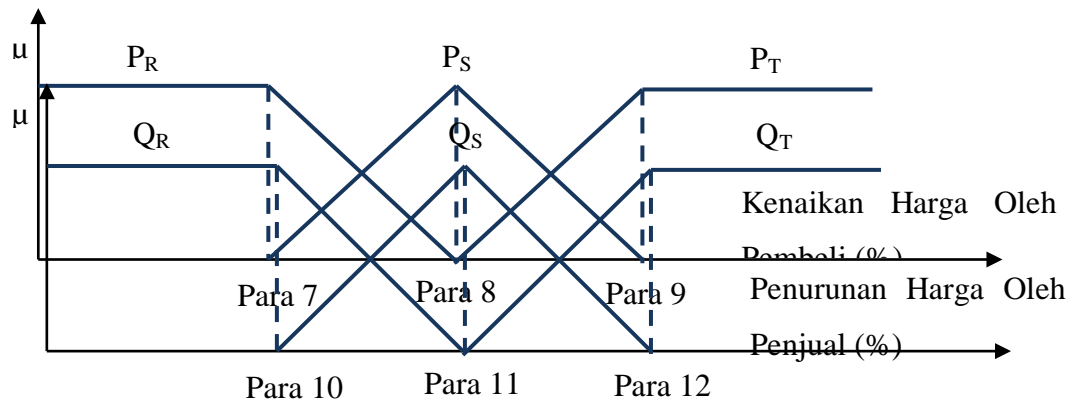 μ
P_R P_S P_T
μ
Q_R Q_S Q_T
Kenaikan Harga Oleh
Pembeli (%)
Para 7 Para 8 Para 9
Penurunan Harga Oleh
Penjual (%)
Para 10 Para 11 Para 12